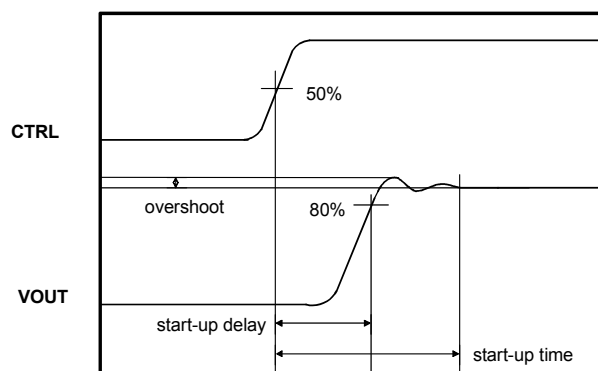 50%
CTRL
overshoot
80%
VOUT
start-up delay
start-up time